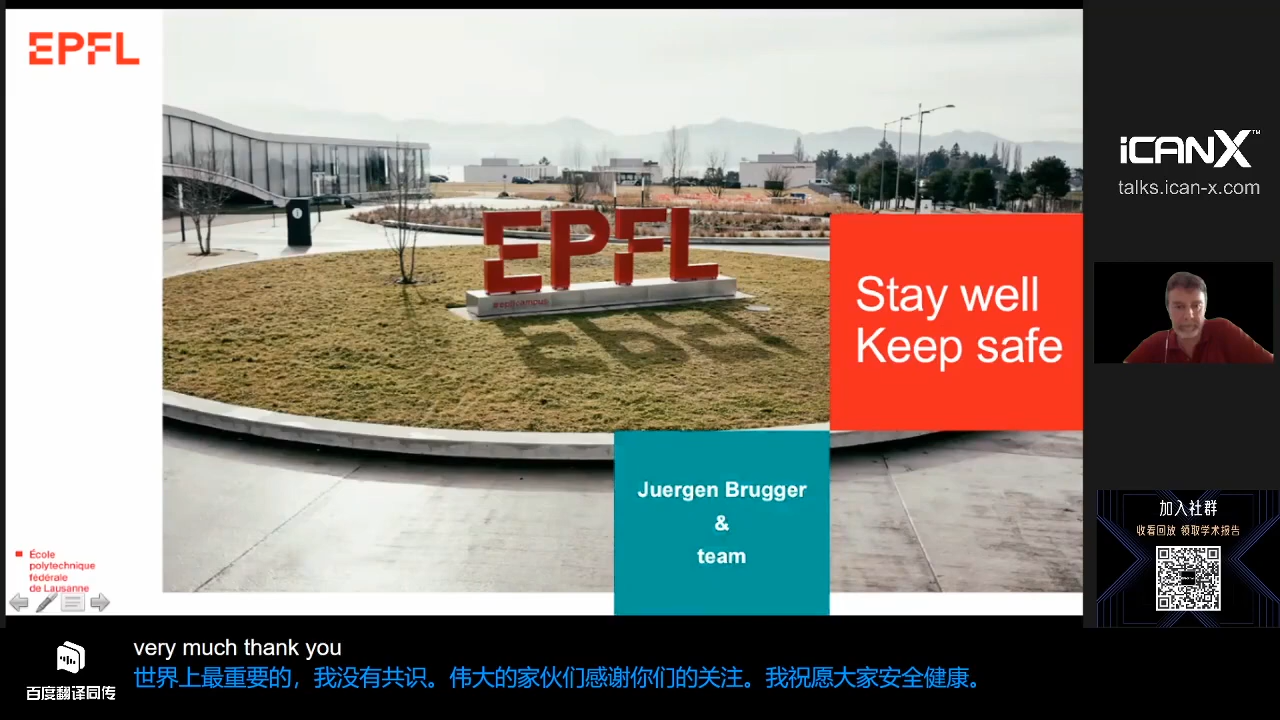 EPFL
iCANX™
talks.ican-x.com
EPFL
#epflcampus
Stay well
Keep safe
Juergen Brugger
&
team
École
polytechnique
fédérale
de Lausanne
加入社群
收看回放 领取学术报告
very much thank you
世界上最重要的，我没有共识。伟大的家伙们感谢你们的关注。我祝愿大家安全健康。
百度翻译同传